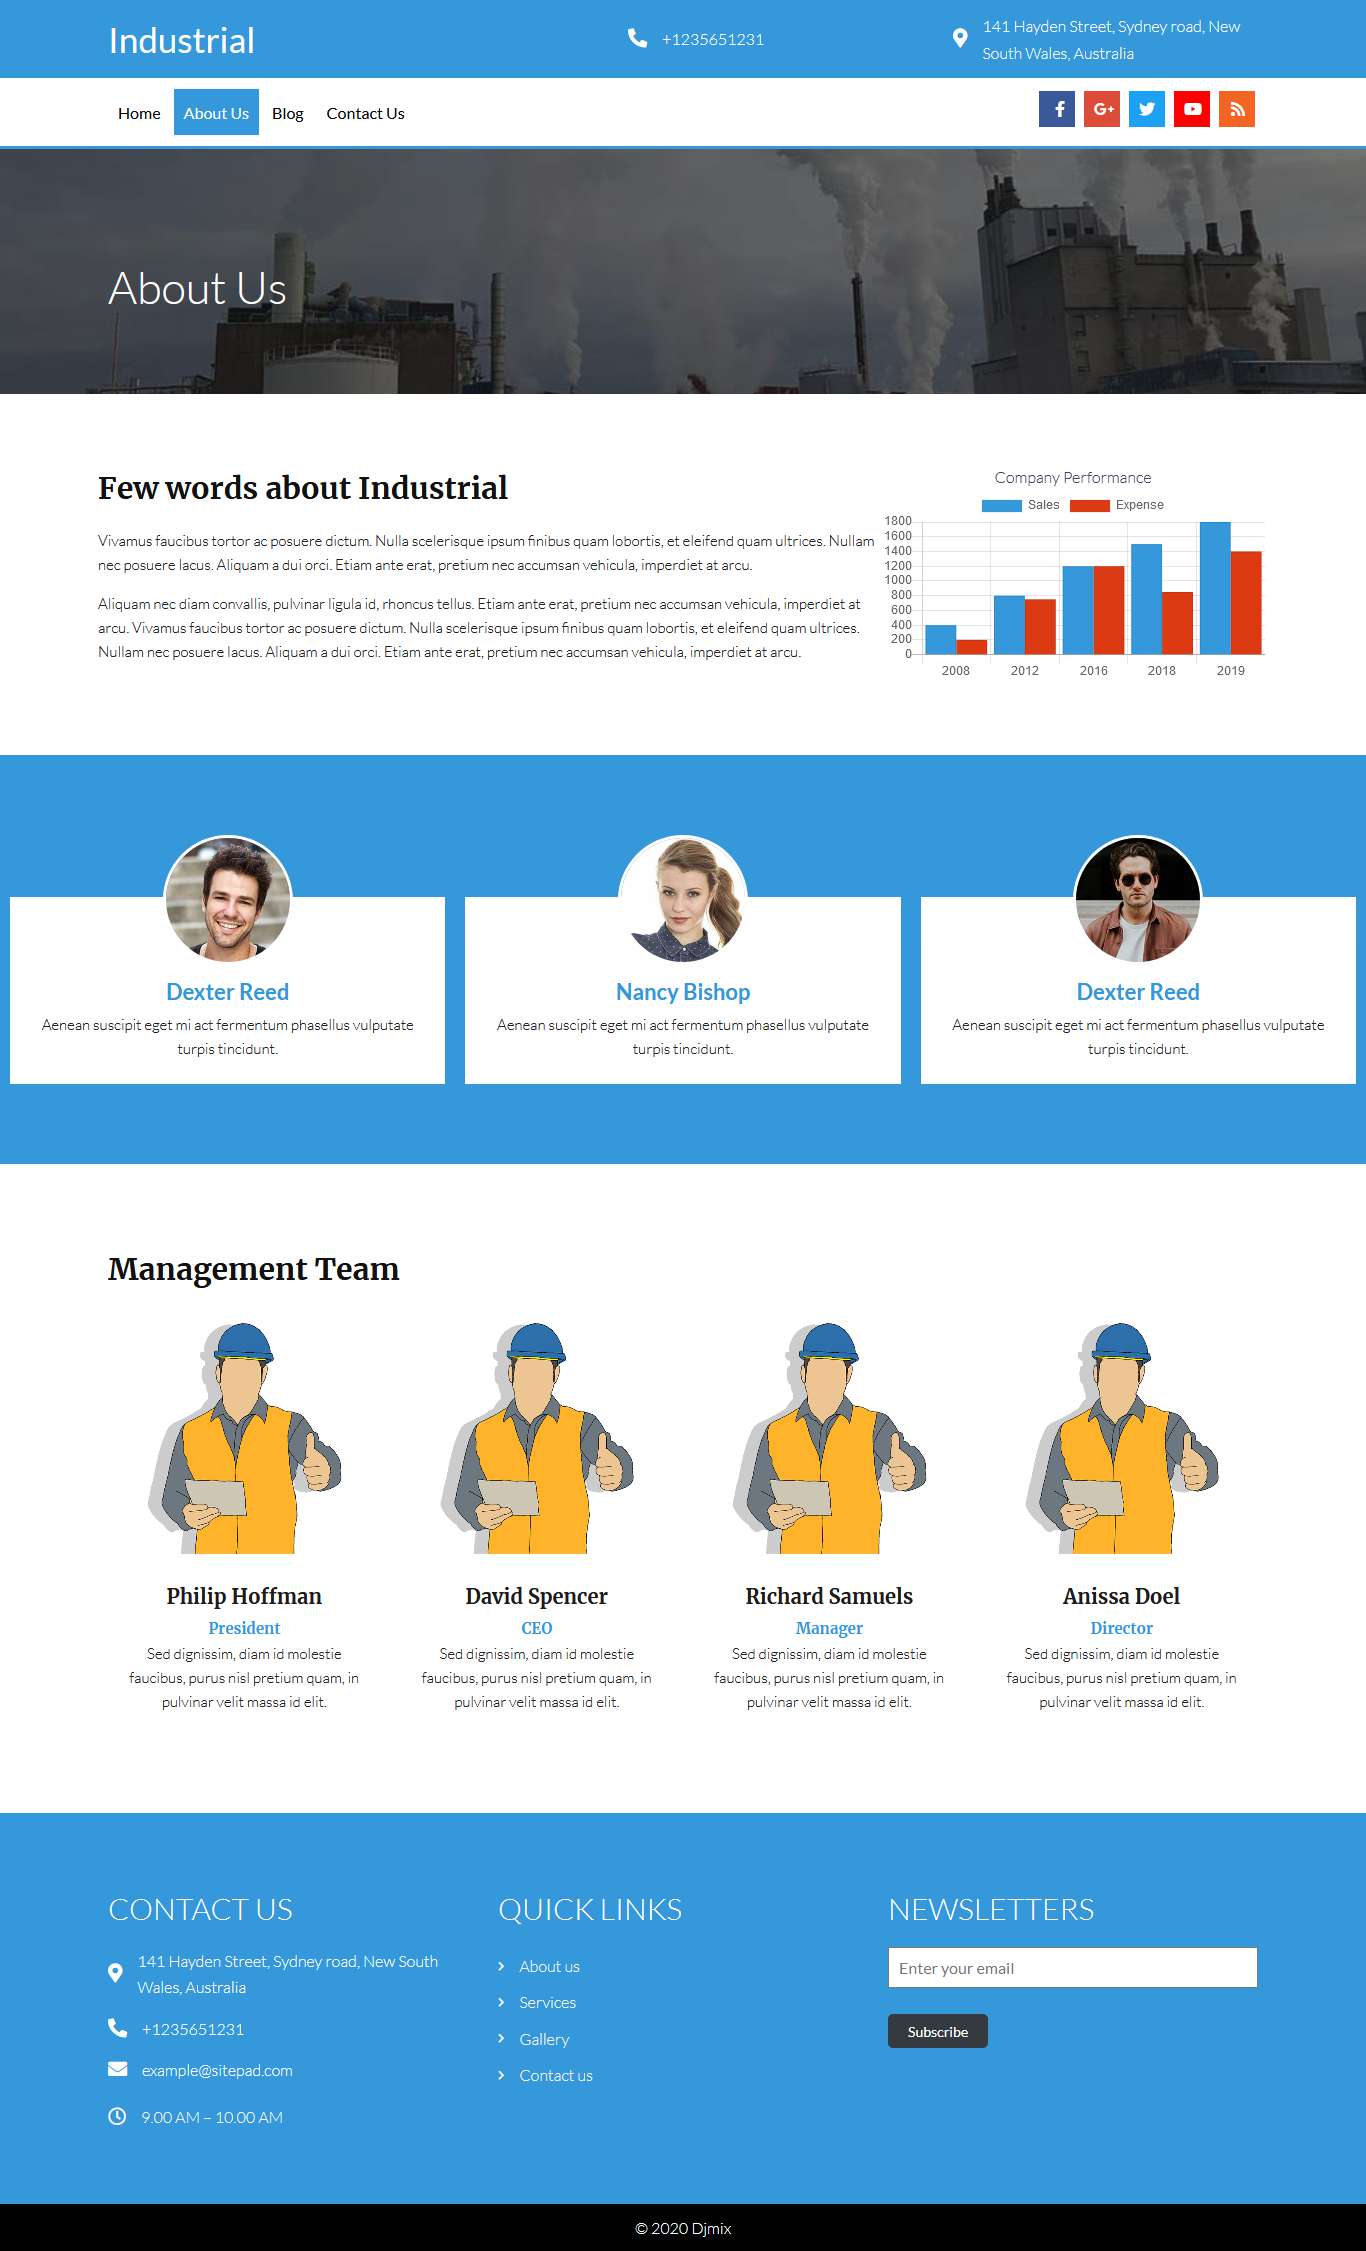 Industrial
+1235651231
141 Hayden Street, Sydney road, New
South Wales, Australia
Home
About Us
Blog
Contact Us
G+
About Us
Few words about Industrial
Vivamus faucibus tortor ac posuere dictum. Nulla scelerisque ipsum finibus quam lobortis, et eleifend quam ultrices. Nullam
nec posuere lacus. Aliquam a dui orci. Etiam ante erat, pretium nec accumsan vehicula, imperdiet at arcu.
Aliquam nec diam convallis, pulvinar ligula id, rhoncus tellus. Etiam ante erat, pretium nec accumsan vehicula, imperdiet at
arcu. Vivamus faucibus tortor ac posuere dictum. Nulla scelerisque ipsum finibus quam lobortis, et eleifend quam ultrices.
Nullam nec posuere lacus. Aliquam a dui orci. Etiam ante erat, pretium nec accumsan vehicula, imperdiet at arcu.
Company Performance
Sales Expense
1800
1600
1400
1200
1000
800
600
400
200
0
2008 2012 2016 2018 2019
Dexter Reed
Aenean suscipit eget mi act fermentum phasellus vulputate
turpis tincidunt.
Nancy Bishop
Aenean suscipit eget mi act fermentum phasellus vulputate
turpis tincidunt.
Dexter Reed
Aenean suscipit eget mi act fermentum phasellus vulputate
turpis tincidunt.
Management Team
Philip Hoffman
President
Sed dignissim, diam id molestie
faucibus, purus nisl pretium quam, in
pulvinar velit massa id elit.
David Spencer
CEO
Sed dignissim, diam id molestie
faucibus, purus nisl pretium quam, in
pulvinar velit massa id elit.
Richard Samuels
Manager
Sed dignissim, diam id molestie
faucibus, purus nisl pretium quam, in
pulvinar velit massa id elit.
Anissa Doel
Director
Sed dignissim, diam id molestie
faucibus, purus nisl pretium quam, in
pulvinar velit massa id elit.
CONTACT US
141 Hayden Street, Sydney road, New South
Wales, Australia
+1235651231
example@sitepad.com
9.00 AM – 10.00 AM
QUICK LINKS
About us
Services
Gallery
Contact us
NEWSLETTERS
Enter your email
Subscribe
© 2020 Djmix